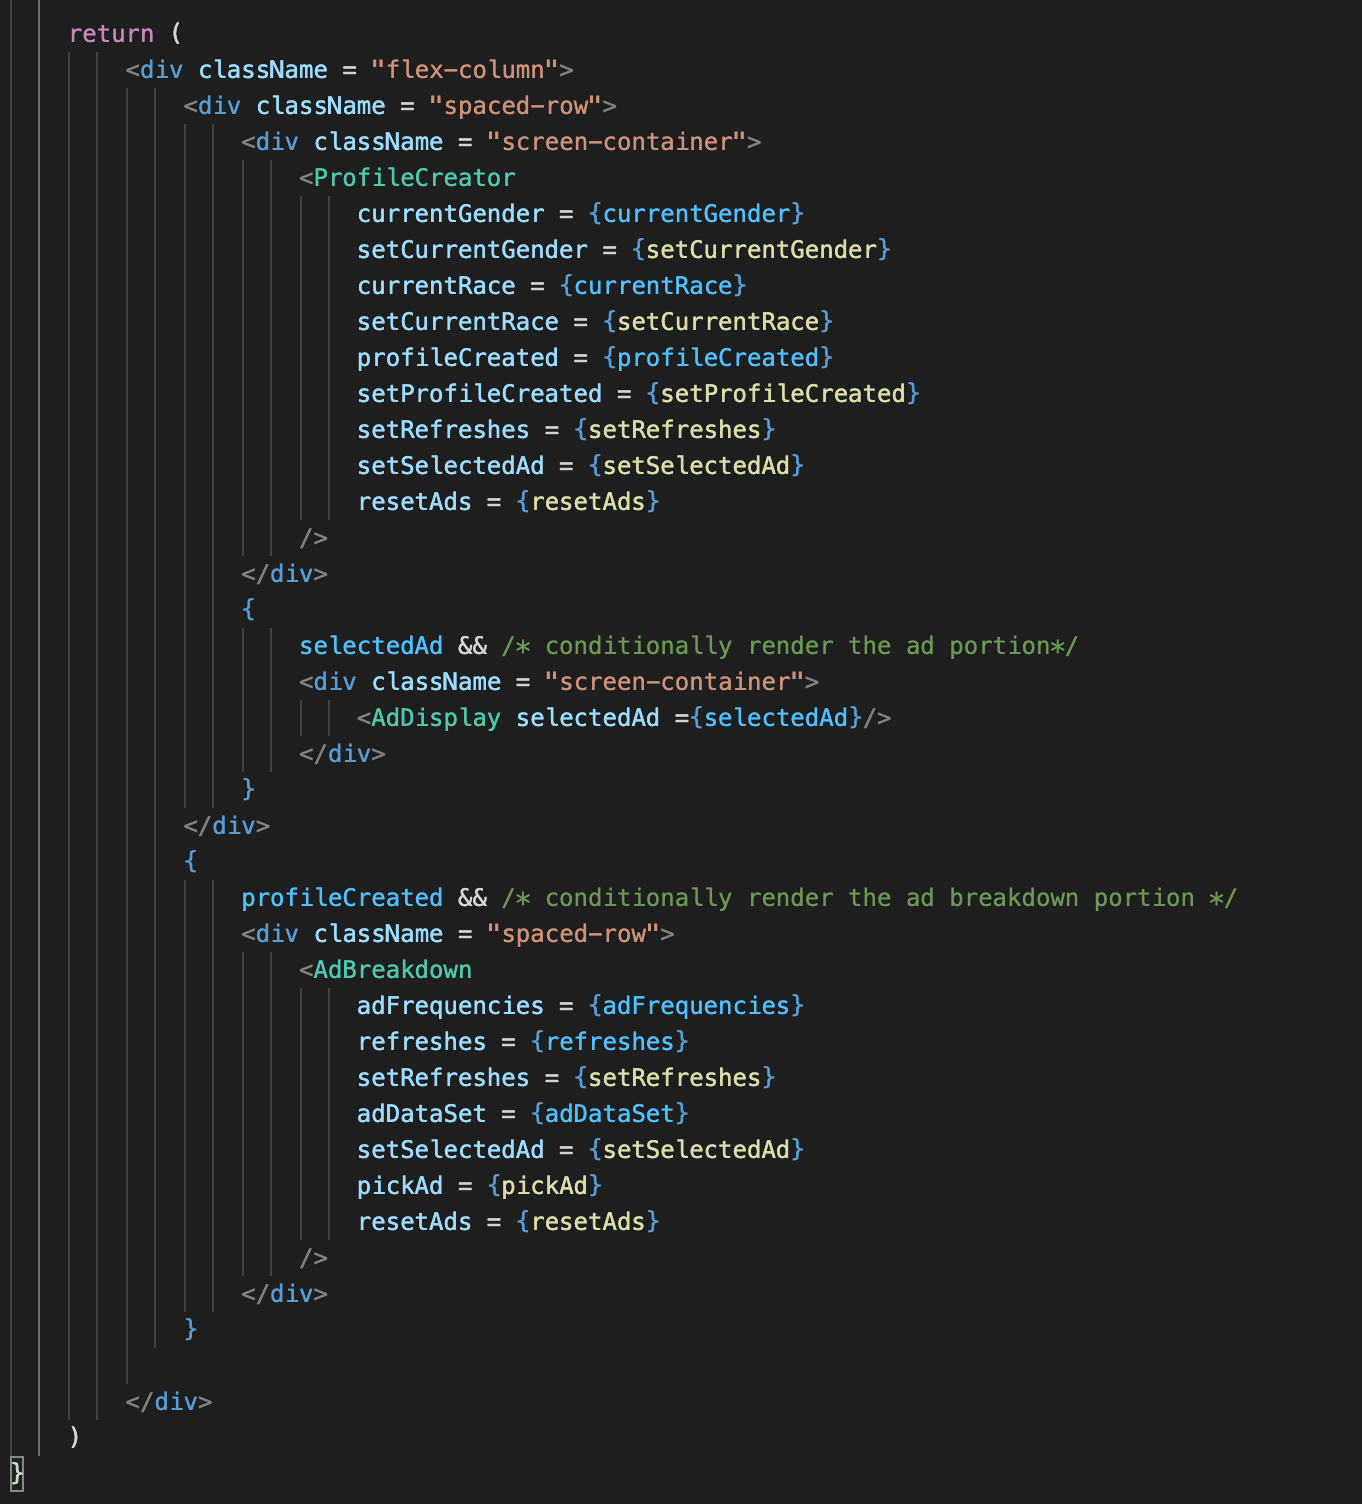 return (
<div className = "flex-column">
<div className = "spaced-row">
<div className = "screen-container">
<ProfileCreator
currentGender = {currentGender}
setCurrentGender = {setCurrentGender}
currentRace = {currentRace}
setCurrentRace = {setCurrentRace}
profileCreated = {profileCreated}
setProfileCreated = {setProfileCreated}
setRefreshes = {setRefreshes}
setSelectedAd = {setSelectedAd}
resetAds = {resetAds}
/>
</div>
{
selectedAd && /* conditionally render the ad portion*/
<div className = "screen-container">
<AdDisplay selectedAd ={selectedAd}/>
</div>
}
</div>
{
profileCreated && /* conditionally render the ad breakdown portion */
<div className = "spaced-row">
<AdBreakdown
adFrequencies = {adFrequencies}
refreshes = {refreshes}
setRefreshes = {setRefreshes}
adDataSet = {adDataSet}
setSelectedAd = {setSelectedAd}
pickAd = {pickAd}
resetAds = {resetAds}
/>
</div>
}
</div>
)
}